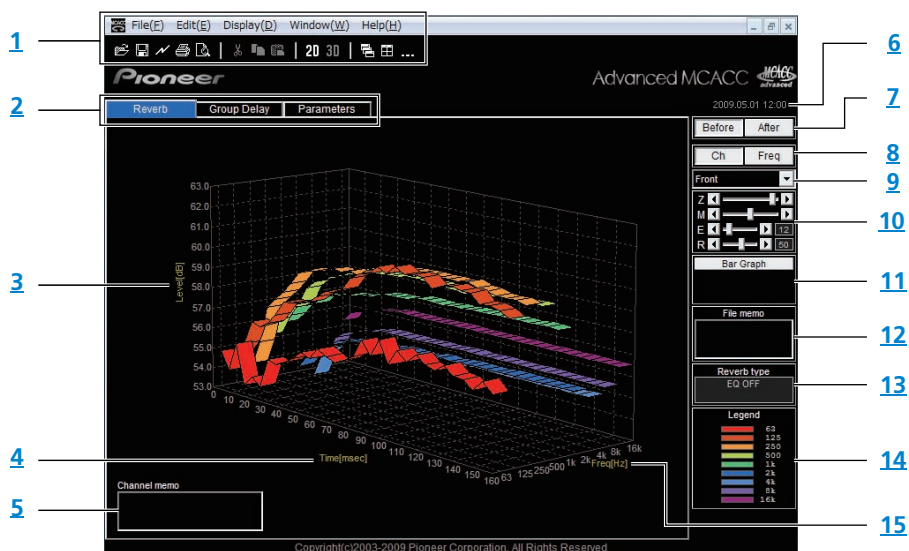 File(F) Edit(E) Display(D) Window(W) Help(H)
2D 3D ...
Pioneer
Advanced MCACC MCACC advanced
2009.05.01 12:00
Reverb Group Delay Parameters
Before After
Ch Freq
Front
Z
M
E 12
R 50
Bar Graph
File memo
Reverb type
EQ OFF
Legend
63
125
250
500
1k
2k
4k
8k
16k
Level[dB]
63.0
62.0
61.0
60.0
59.0
58.0
57.0
56.0
55.0
54.0
53.0
0 10 20 30 40 50 60 70 80 90 100 110 120 130 140 150 160
Time[msec]
63 125 250 500 1k 2k 4k 8k 16k
Freq[Hz]
Channel memo
Copyright(c)2003-2009 Pioneer Corporation. All Rights Reserved
1
2
3
4
5
6
7
8
9
10
11
12
13
14
15